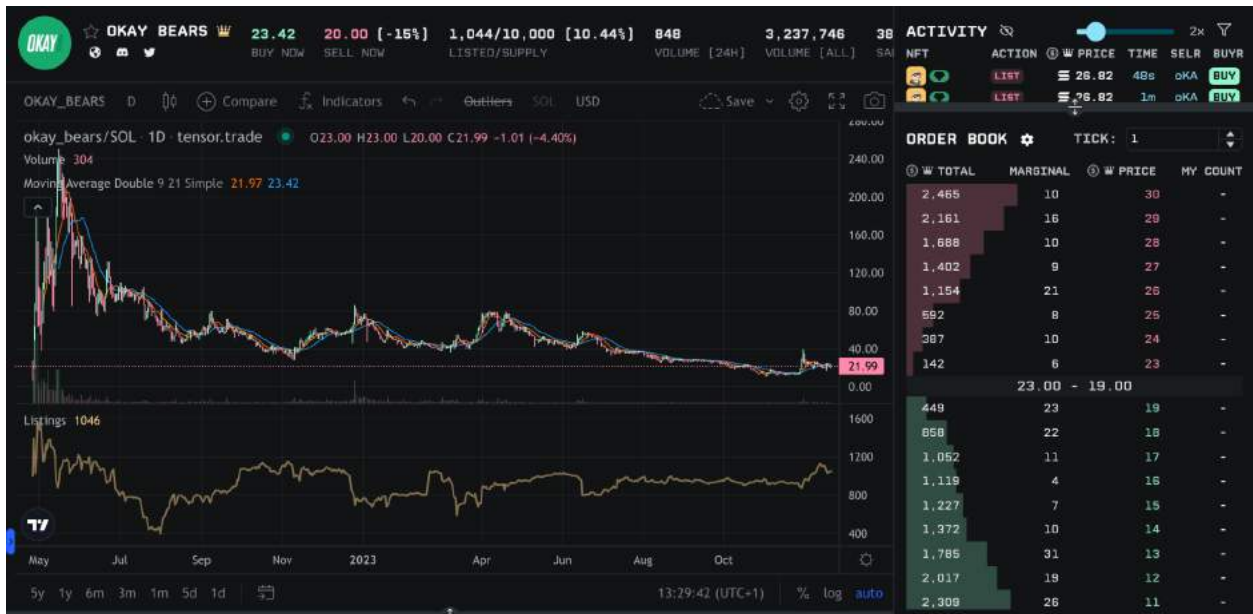 OKAY
OKAY BEARS
23.42
BUY NOW
20.00 [-15%]
SELL NOW
1,044/10,000 [10.44%]
LISTED/SUPPLY
848
VOLUME [24H]
3,237,746
VOLUME [ALL]
38
SA
OKAY_BEARS D Compare Indicators Outliers SOL USD Save
okay_bears/SOL · 1D · tensor.trade O23.00 H23.00 L20.00 C21.99 −1.01 (−4.40%)
Volume 304
Moving Average Double 9 21 Simple 21.97 23.42
280.00
240.00
200.00
160.00
120.00
80.00
40.00
21.99
0.00
Listings 1046
1600
1200
800
400
May Jul Sep Nov 2023 Apr Jun Aug Oct
5y 1y 6m 3m 1m 5d 1d 13:29:42 (UTC+1) % log auto
ACTIVITY 2x
NFT ACTION PRICE TIME SELR BUYR
LIST 26.82 48s oKA BUY
LIST 26.82 1m oKA BUY
ORDER BOOK TICK: 1
TOTAL MARGINAL PRICE MY COUNT
2,465 10 30 -
2,161 16 29 -
1,688 10 28 -
1,402 9 27 -
1,154 21 26 -
592 8 25 -
387 10 24 -
142 6 23 -
23.00 - 19.00
449 23 19 -
858 22 18 -
1,052 11 17 -
1,119 4 16 -
1,227 7 15 -
1,372 10 14 -
1,785 31 13 -
2,017 19 12 -
2,309 26 11 -